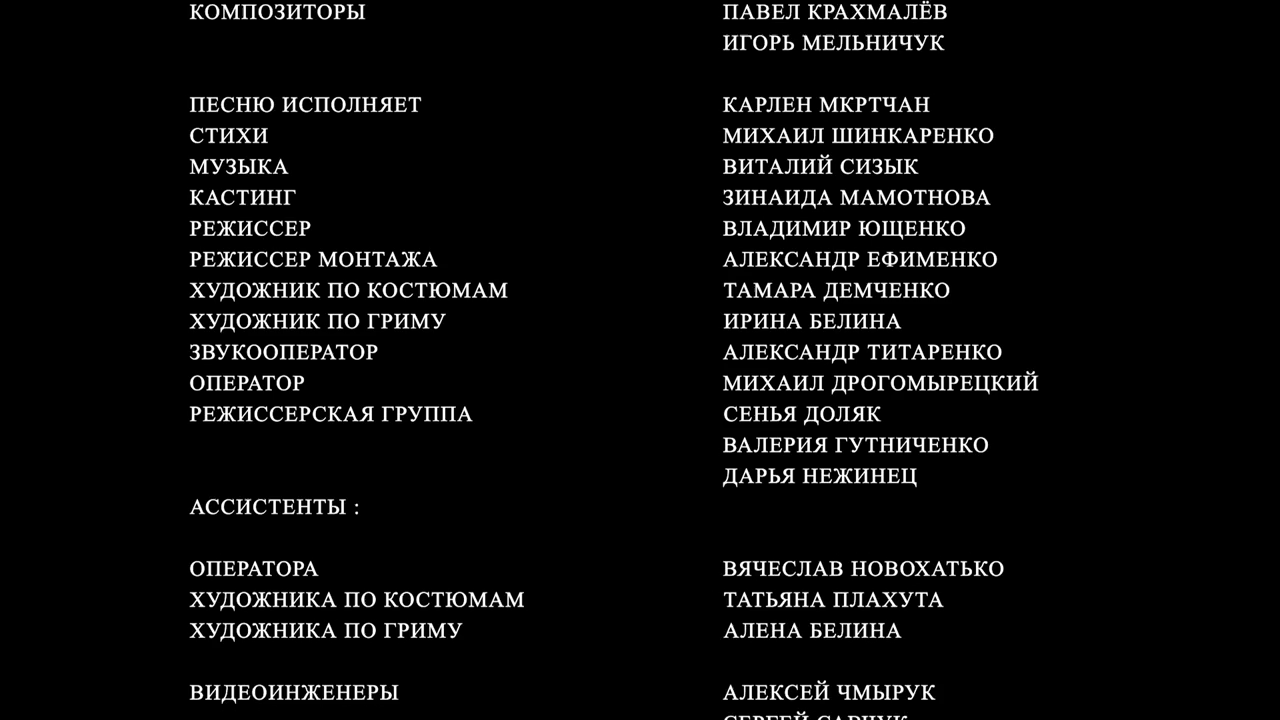 КОМПОЗИТОРЫ ПАВЕЛ КРАХМАЛЁВ
ИГОРЬ МЕЛЬНИЧУК
ПЕСНЮ ИСПОЛНЯЕТ КАРЛЕН МКРТЧАН
СТИХИ МИХАИЛ ШИНКАРЕНКО
МУЗЫКА ВИТАЛИЙ СИЗЫК
КАСТИНГ ЗИНАИДА МАМОТНОВА
РЕЖИССЕР ВЛАДИМИР ЮЩЕНКО
РЕЖИССЕР МОНТАЖА АЛЕКСАНДР ЕФИМЕНКО
ХУДОЖНИК ПО КОСТЮМАМ ТАМАРА ДЕМЧЕНКО
ХУДОЖНИК ПО ГРИМУ ИРИНА БЕЛИНА
ЗВУКООПЕРАТОР АЛЕКСАНДР ТИТАРЕНКО
ОПЕРАТОР МИХАИЛ ДРОГОМЫРЕЦКИЙ
РЕЖИССЕРСКАЯ ГРУППА СЕНЬЯ ДОЛЯК
ВАЛЕРИЯ ГУТНИЧЕНКО
ДАРЬЯ НЕЖИНЕЦ
АССИСТЕНТЫ :
ОПЕРАТОРА ВЯЧЕСЛАВ НОВОХАТЬКО
ХУДОЖНИКА ПО КОСТЮМАМ ТАТЬЯНА ПЛАХУТА
ХУДОЖНИКА ПО ГРИМУ АЛЕНА БЕЛИНА
ВИДЕОИНЖЕНЕРЫ АЛЕКСЕЙ ЧМЫРУК